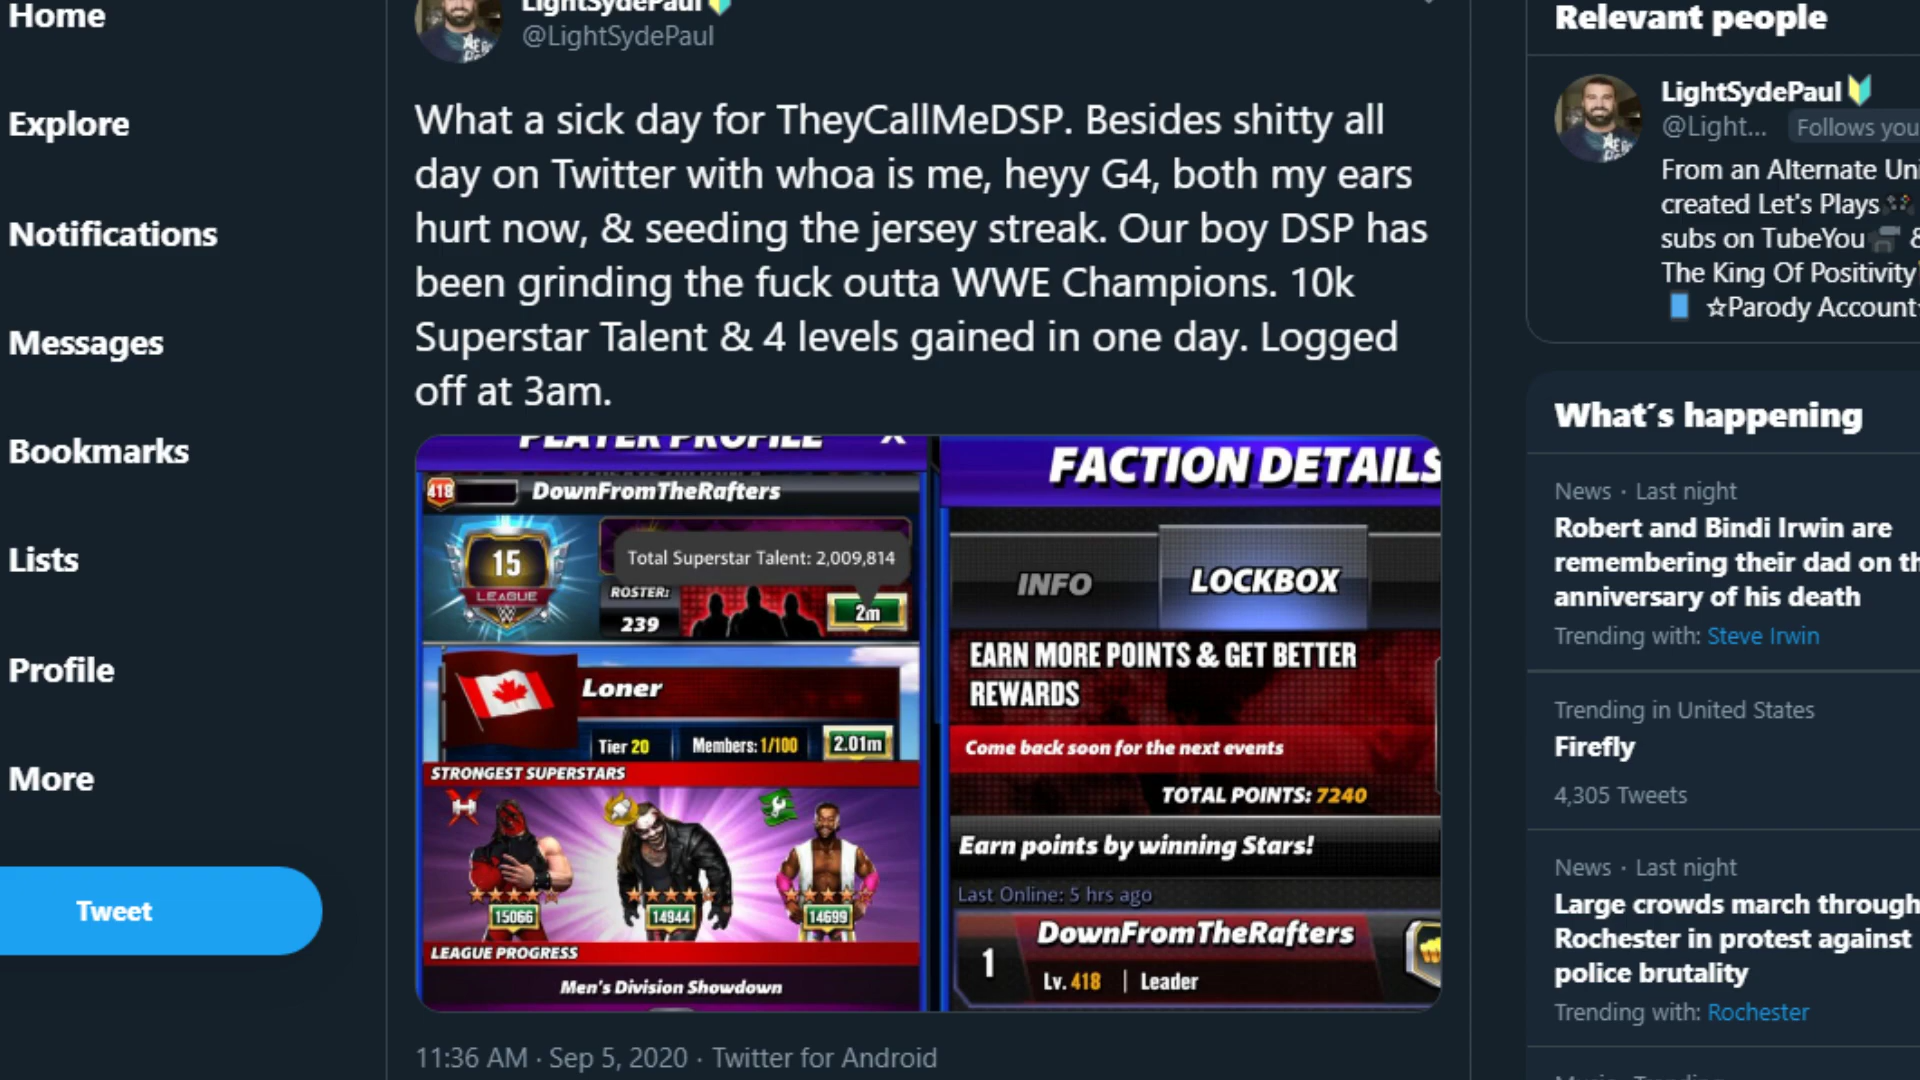 Home
Explore
Notifications
Messages
Bookmarks
Lists
Profile
More
Tweet
LightSydePaul
@LightSydePaul
What a sick day for TheyCallMeDSP. Besides shitty all
day on Twitter with whoa is me, heyy G4, both my ears
hurt now, & seeding the jersey streak. Our boy DSP has
been grinding the fuck outta WWE Champions. 10k
Superstar Talent & 4 levels gained in one day. Logged
off at 3am.
PLAYER PROFILE
418
DownFromTheRafters
15
LEAGUE
Total Superstar Talent: 2,009,814
ROSTER:
239
2m
Loner
Tier 20
Members: 1/100
2.01m
STRONGEST SUPERSTARS
15066
14944
14699
LEAGUE PROGRESS
Men's Division Showdown
FACTION DETAILS
INFO
LOCKBOX
EARN MORE POINTS & GET BETTER
REWARDS
Come back soon for the next events
TOTAL POINTS: 7240
Earn points by winning Stars!
Last Online: 5 hrs ago
1
DownFromTheRafters
Lv. 418 | Leader
11:36 AM · Sep 5, 2020 · Twitter for Android
Relevant people
LightSydePaul
@Light... Follows you
From an Alternate Uni
created Let's Plays
subs on TubeYou &
The King Of Positivity
☆Parody Account
What's happening
News · Last night
Robert and Bindi Irwin are
remembering their dad on th
anniversary of his death
Trending with: Steve Irwin
Trending in United States
Firefly
4,305 Tweets
News · Last night
Large crowds march through
Rochester in protest against
police brutality
Trending with: Rochester